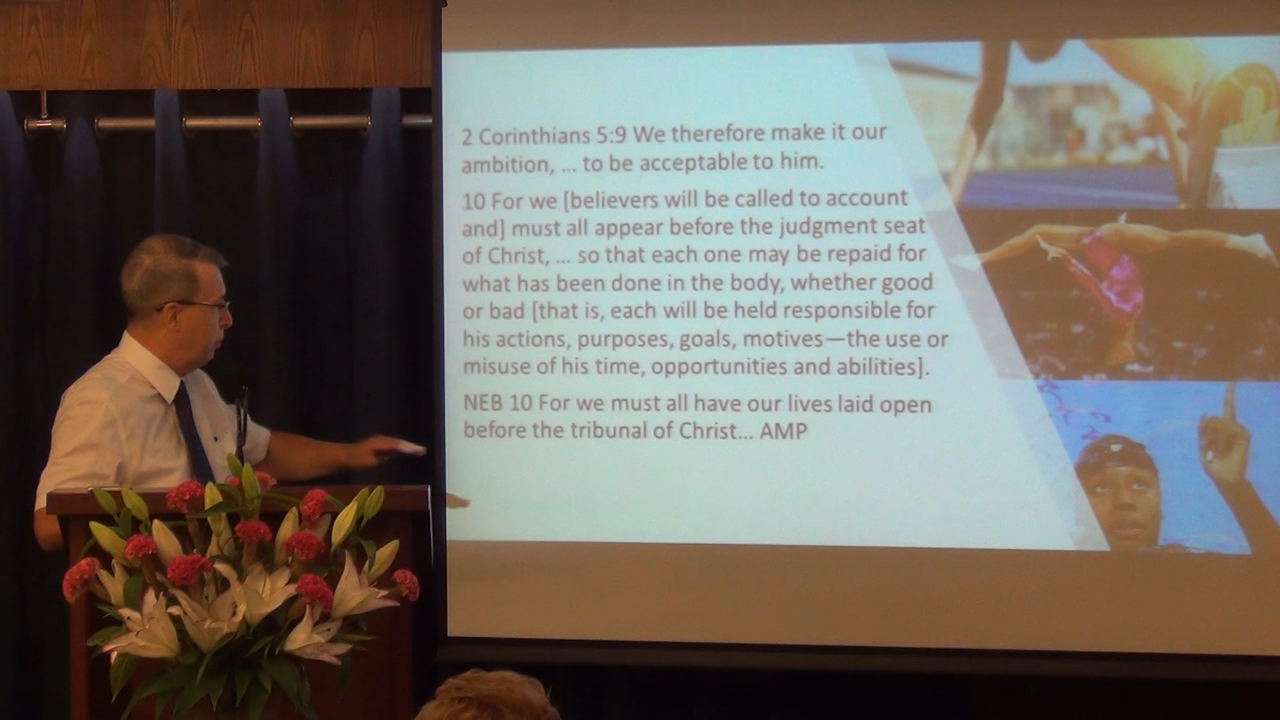 2 Corinthians 5:9 We therefore make it our
ambition, ... to be acceptable to him.
10 For we [believers will be called to account
and] must all appear before the judgment seat
of Christ, ... so that each one may be repaid for
what has been done in the body, whether good
or bad [that is, each will be held responsible for
his actions, purposes, goals, motives—the use or
misuse of his time, opportunities and abilities].
NEB 10 For we must all have our lives laid open
before the tribunal of Christ... AMP